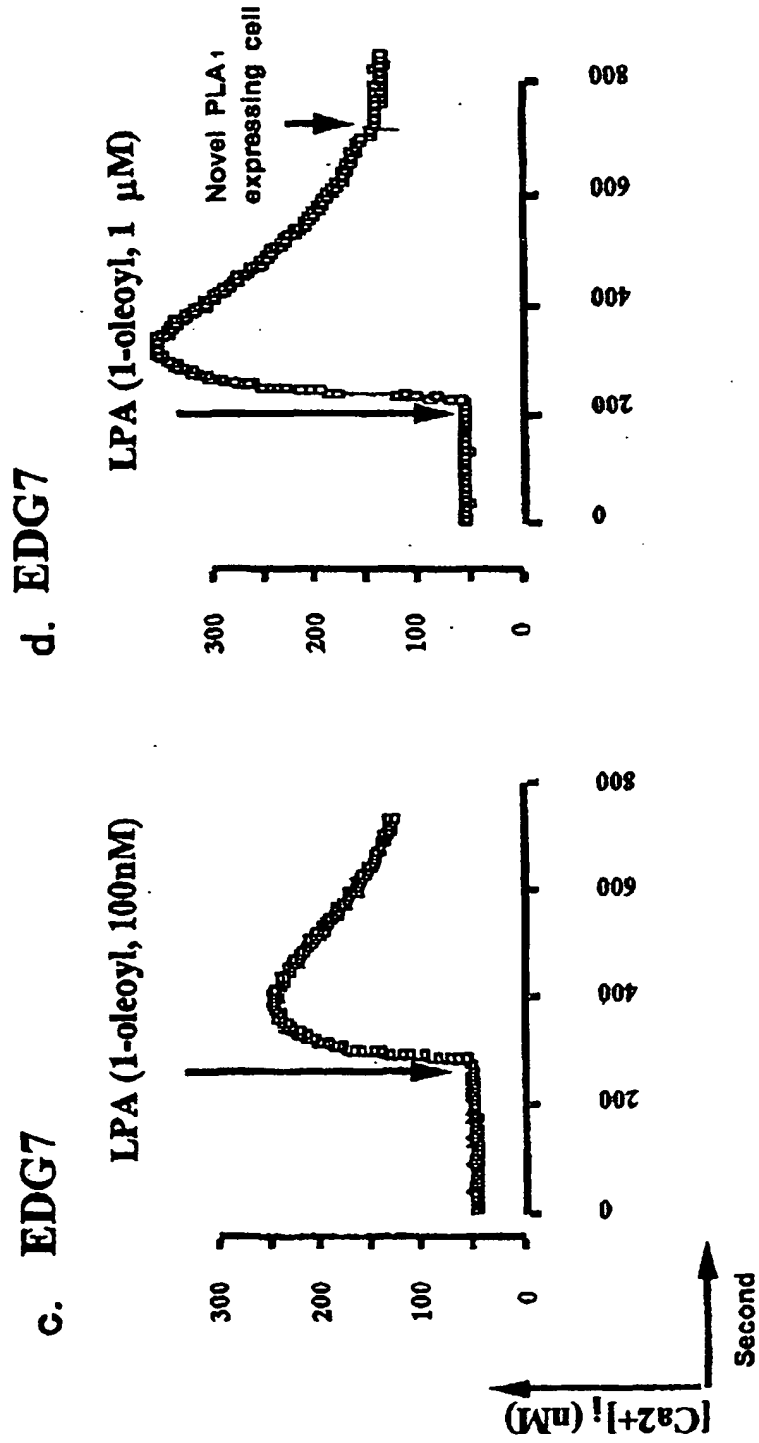 c. EDG7
LPA (1-oleoyl, 100nM)
300
200
100
0
0
200
400
600
800
[Ca2+]i (nM)
Second
d. EDG7
LPA (1-oleoyl, 1 μM)
Novel PLA1
expressing cell
300
200
100
0
0
200
400
600
800